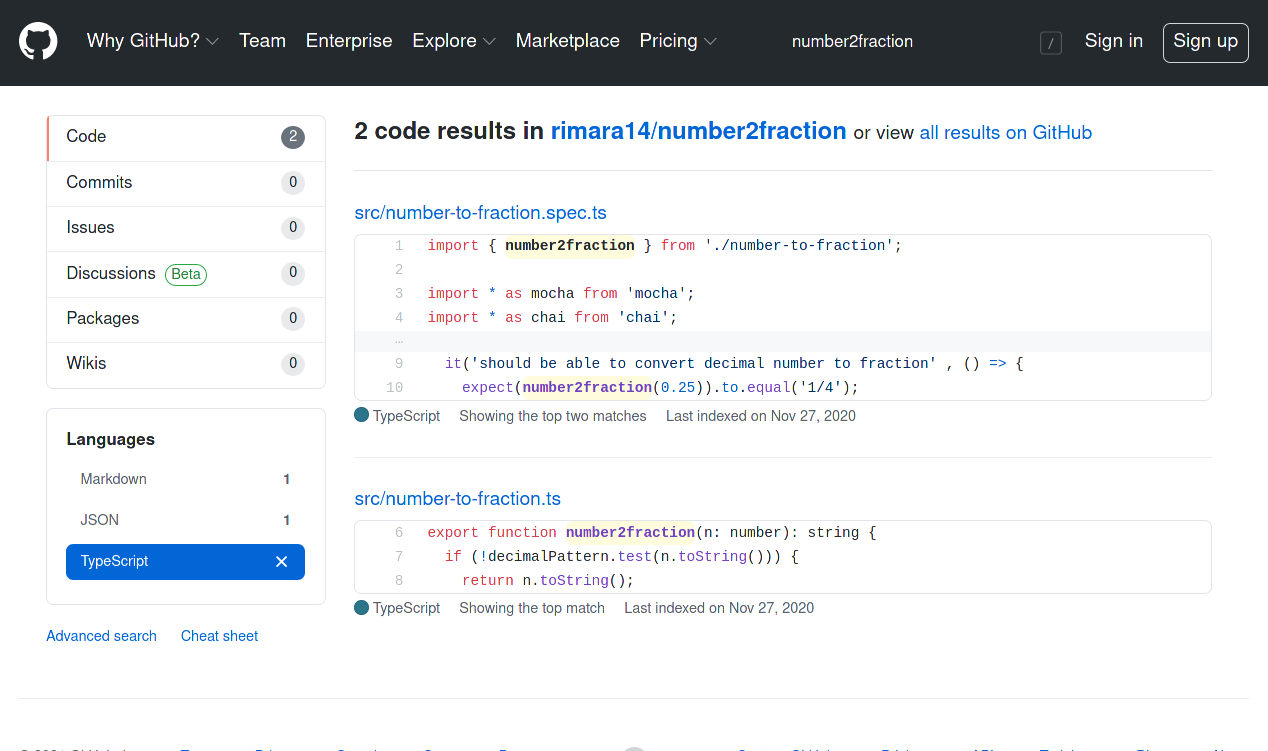 Why GitHub? Team Enterprise Explore Marketplace Pricing number2fraction / Sign in Sign up
Code 2
Commits 0
Issues 0
Discussions Beta 0
Packages 0
Wikis 0
Languages
Markdown 1
JSON 1
TypeScript ✕
Advanced search Cheat sheet
2 code results in rimara14/number2fraction or view all results on GitHub
src/number-to-fraction.spec.ts
1 import { number2fraction } from './number-to-fraction';
2
3 import * as mocha from 'mocha';
4 import * as chai from 'chai';
…
9 it('should be able to convert decimal number to fraction' , () => {
10 expect(number2fraction(0.25)).to.equal('1/4');
TypeScript Showing the top two matches Last indexed on Nov 27, 2020
src/number-to-fraction.ts
6 export function number2fraction(n: number): string {
7 if (!decimalPattern.test(n.toString())) {
8 return n.toString();
TypeScript Showing the top match Last indexed on Nov 27, 2020